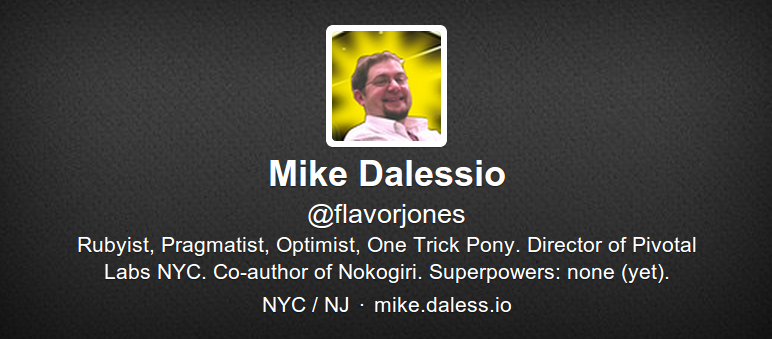 Mike Dalessio
@flavorjones
Rubyist, Pragmatist, Optimist, One Trick Pony. Director of Pivotal
Labs NYC. Co-author of Nokogiri. Superpowers: none (yet).
NYC / NJ · mike.daless.io